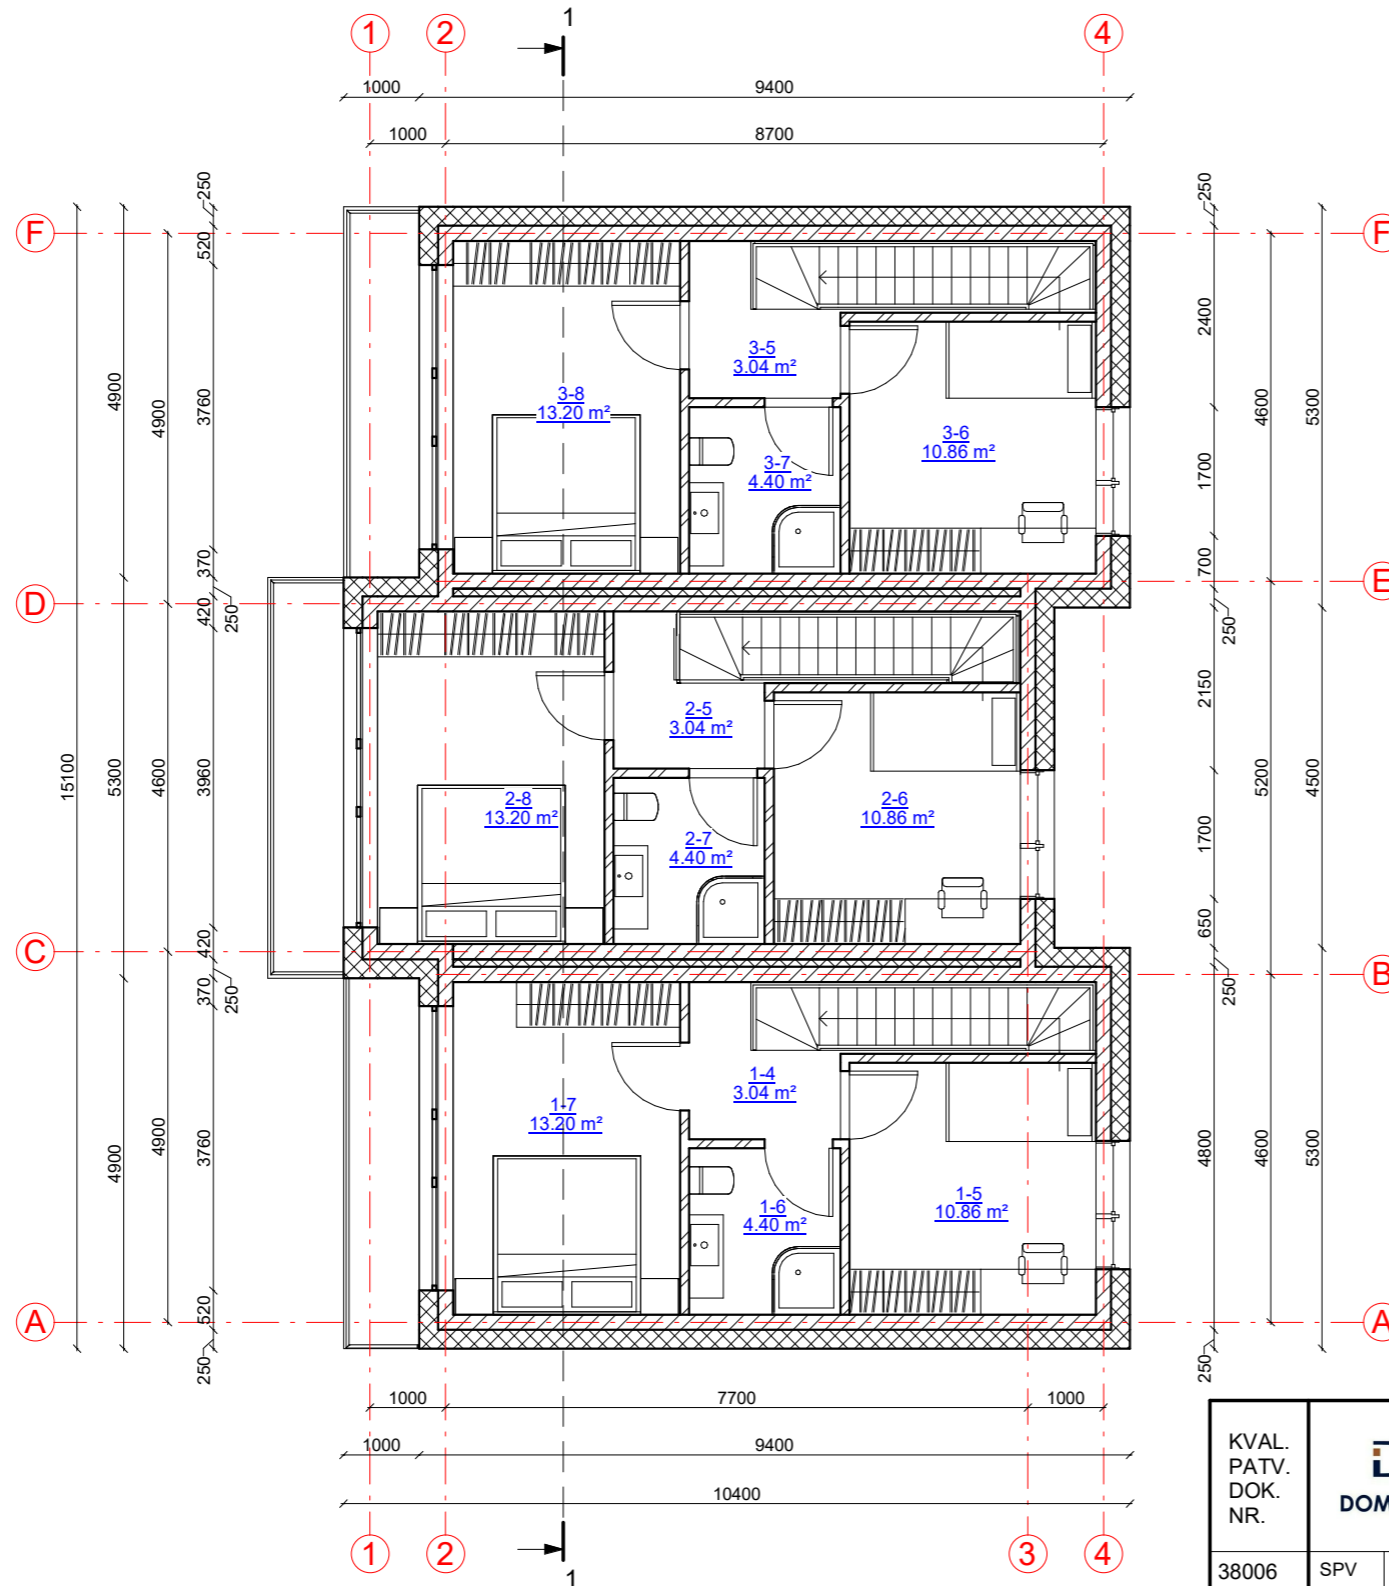 1
1 2 4
1000 9400
1000 8700
F F
250 250
520
2400
4900 4900 3760
4600 5300
3-5
3.04 m²
3-8
13.20 m²
3-6
10.86 m²
3-7
4.40 m²
1700
370 700
D E
420 250 250
2150
2-5
3.04 m²
15100 5300 4600 3960
5200 4500
2-8
13.20 m²
2-6
10.86 m²
2-7
4.40 m²
1700
420 650
C B
370 250 250
1-4
3.04 m²
1-7
13.20 m²
4900 4900 3760
4800 4600 5300
1-5
10.86 m²
1-6
4.40 m²
520
A A
250 250
1000 7700 1000
1000 9400
10400
1 2 3 4
1
KVAL.
PATV.
DOK.
NR.
DOM
38006 SPV